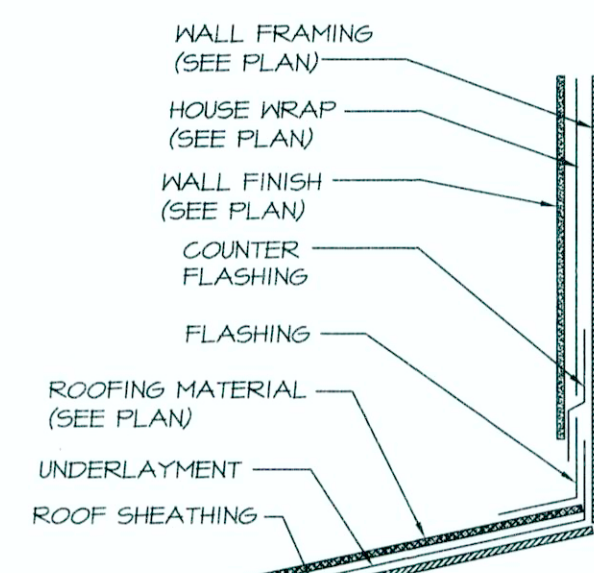 WALL FRAMING
(SEE PLAN)
HOUSE WRAP
(SEE PLAN)
WALL FINISH
(SEE PLAN)
COUNTER
FLASHING
FLASHING
ROOFING MATERIAL
(SEE PLAN)
UNDERLAYMENT
ROOF SHEATHING